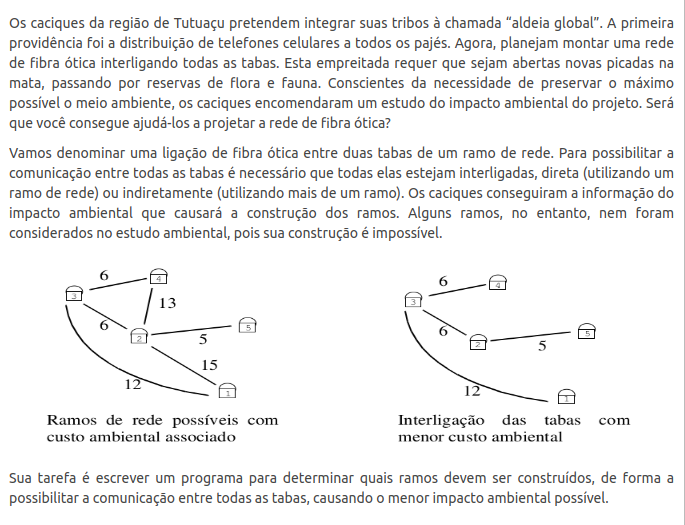 Os caciques da região de Tutuaçu pretendem integrar suas tribos à chamada “aldeia global”. A primeira
providência foi a distribuição de telefones celulares a todos os pajés. Agora, planejam montar uma rede
de fibra ótica interligando todas as tabas. Esta empreitada requer que sejam abertas novas picadas na
mata, passando por reservas de flora e fauna. Conscientes da necessidade de preservar o máximo
possível o meio ambiente, os caciques encomendaram um estudo do impacto ambiental do projeto. Será
que você consegue ajudá-los a projetar a rede de fibra ótica?
Vamos denominar uma ligação de fibra ótica entre duas tabas de um ramo de rede. Para possibilitar a
comunicação entre todas as tabas é necessário que todas elas estejam interligadas, direta (utilizando um
ramo de rede) ou indiretamente (utilizando mais de um ramo). Os caciques conseguiram a informação do
impacto ambiental que causará a construção dos ramos. Alguns ramos, no entanto, nem foram
considerados no estudo ambiental, pois sua construção é impossível.
6
4
3
13
6
5
2
5
15
12
1
Ramos de rede possíveis com
custo ambiental associado
6
4
3
6
5
2
5
12
1
Interligação das tabas com
menor custo ambiental
Sua tarefa é escrever um programa para determinar quais ramos devem ser construídos, de forma a
possibilitar a comunicação entre todas as tabas, causando o menor impacto ambiental possível.